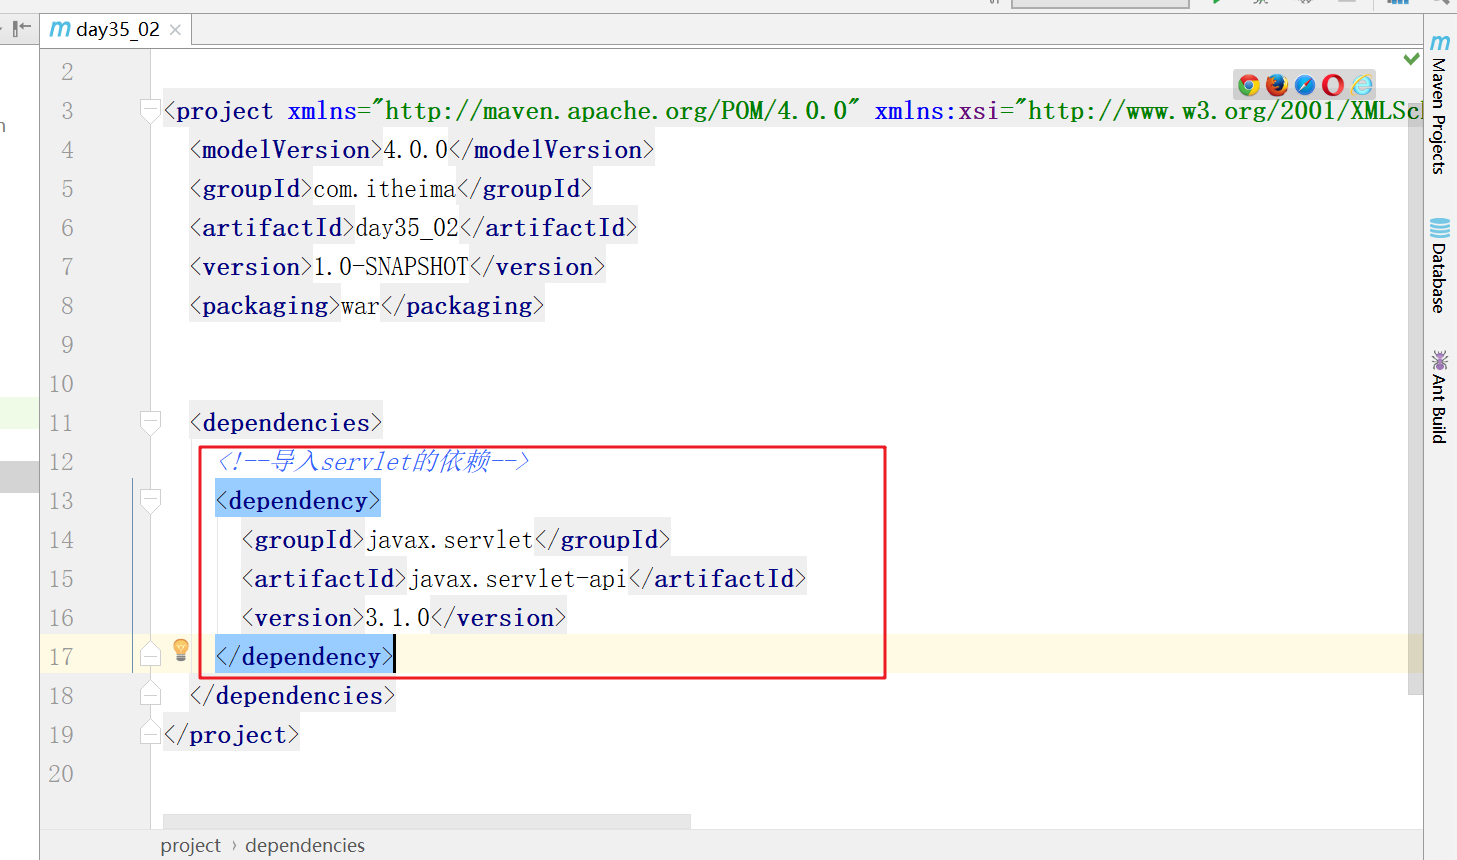 day35_02
2
3 <project xmlns="http://maven.apache.org/POM/4.0.0" xmlns:xsi="http://www.w3.org/2001/XMLSc
4 <modelVersion>4.0.0</modelVersion>
5 <groupId>com.itheima</groupId>
6 <artifactId>day35_02</artifactId>
7 <version>1.0-SNAPSHOT</version>
8 <packaging>war</packaging>
9
10
11 <dependencies>
12 <!--导入servlet的依赖-->
13 <dependency>
14 <groupId>javax.servlet</groupId>
15 <artifactId>javax.servlet-api</artifactId>
16 <version>3.1.0</version>
17 </dependency>
18 </dependencies>
19 </project>
20
project › dependencies
Maven Projects
Database
Ant Build